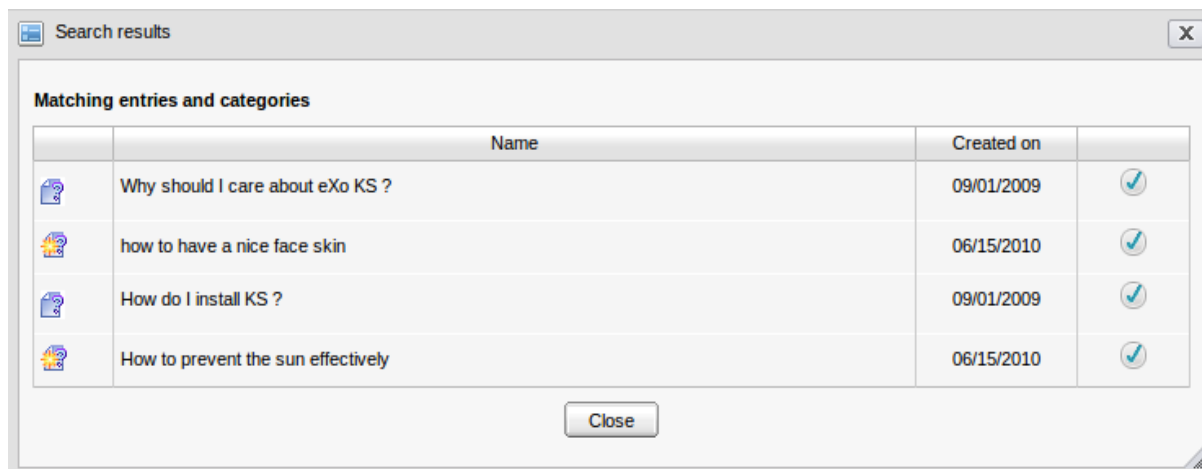 Search results
X
Matching entries and categories
Name Created on
Why should I care about eXo KS ? 09/01/2009
how to have a nice face skin 06/15/2010
How do I install KS ? 09/01/2009
How to prevent the sun effectively 06/15/2010
Close